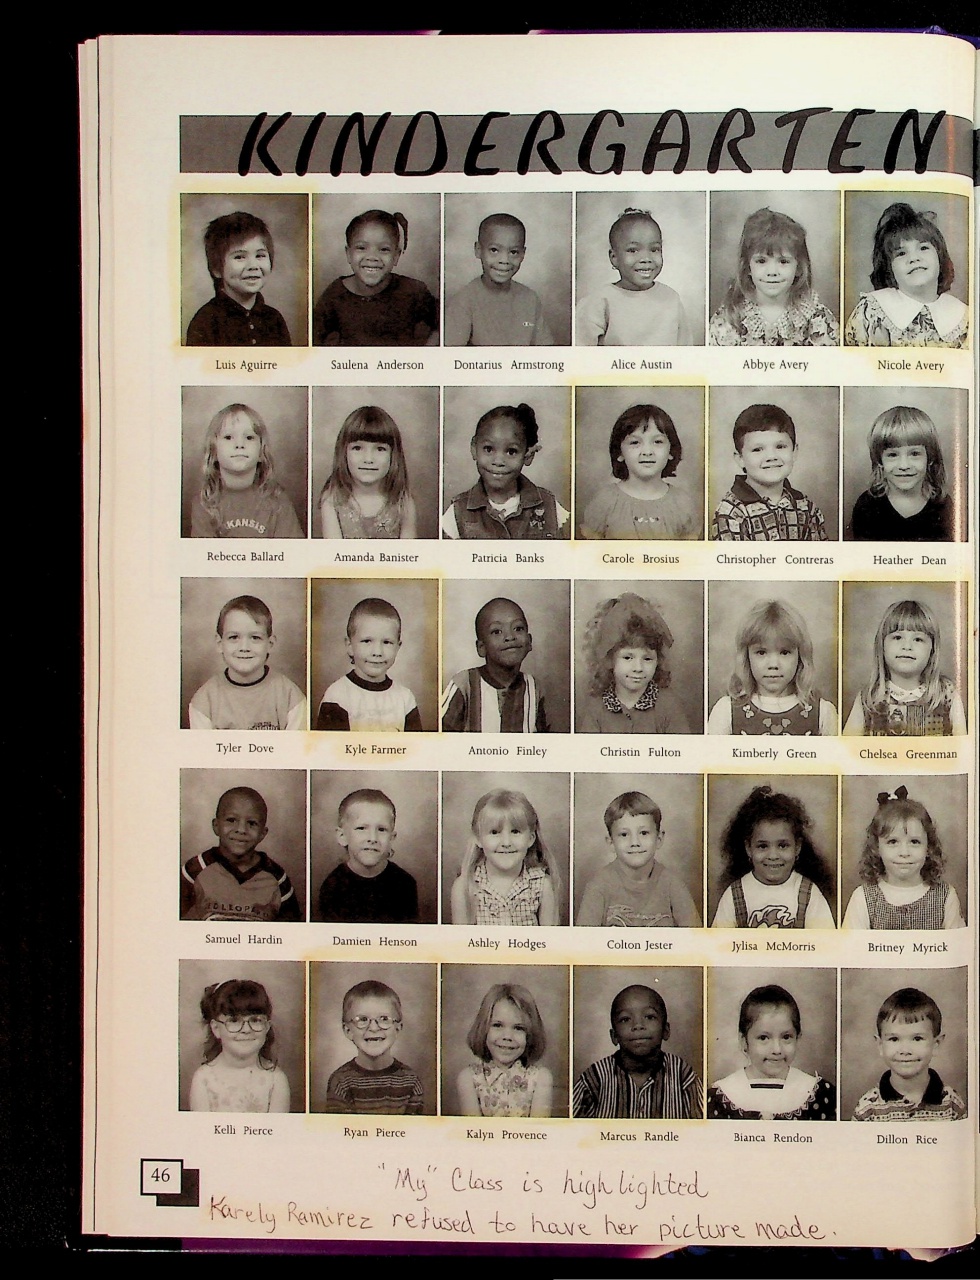 KINDERGARTEN
Luis Aguirre Saulena Anderson Dontarius Armstrong Alice Austin Abbye Avery Nicole Avery
KANSAS
Rebecca Ballard Amanda Banister Patricia Banks Carole Brosius Christopher Contreras Heather Dean
Tyler Dove Kyle Farmer Antonio Finley Christin Fulton Kimberly Green Chelsea Greenman
Samuel Hardin Damien Henson Ashley Hodges Colton Jester Jylisa McMorris Britney Myrick
Kelli Pierce Ryan Pierce Kalyn Provence Marcus Randle Bianca Rendon Dillon Rice
46
"My" Class is highlighted
Karely Ramirez refused to have her picture made.